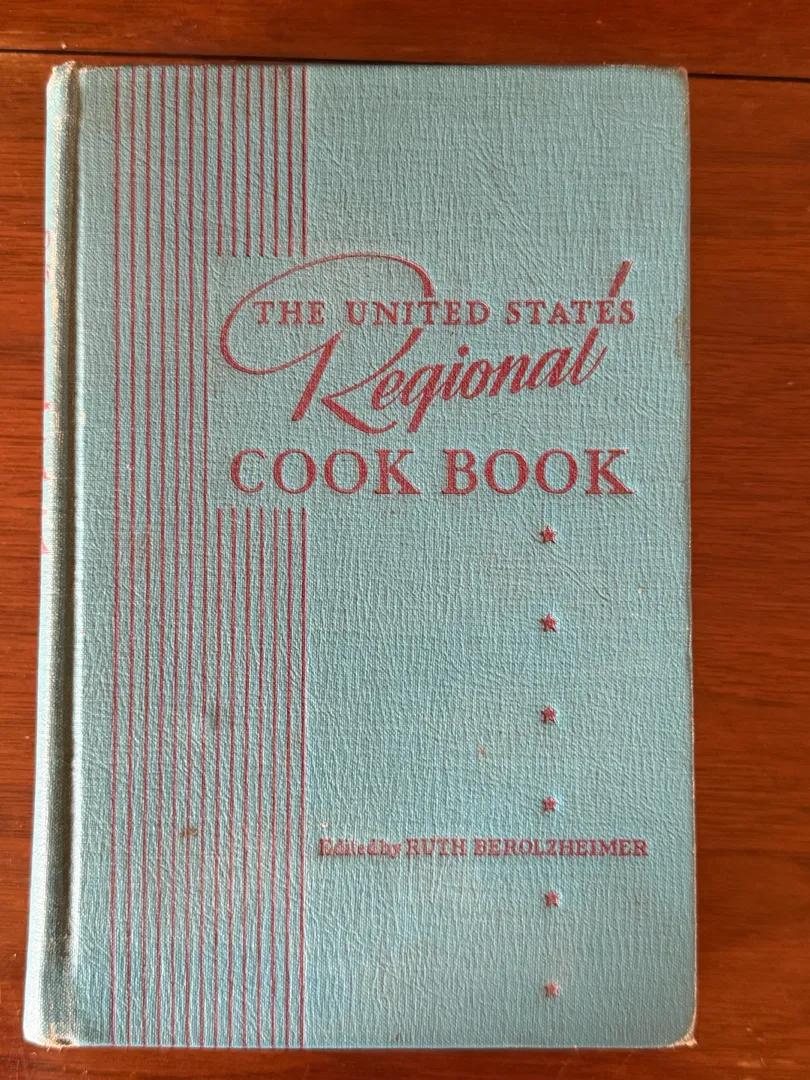 THE UNITED STATES
Regional
COOK BOOK
Edited by RUTH BEROLZHEIMER